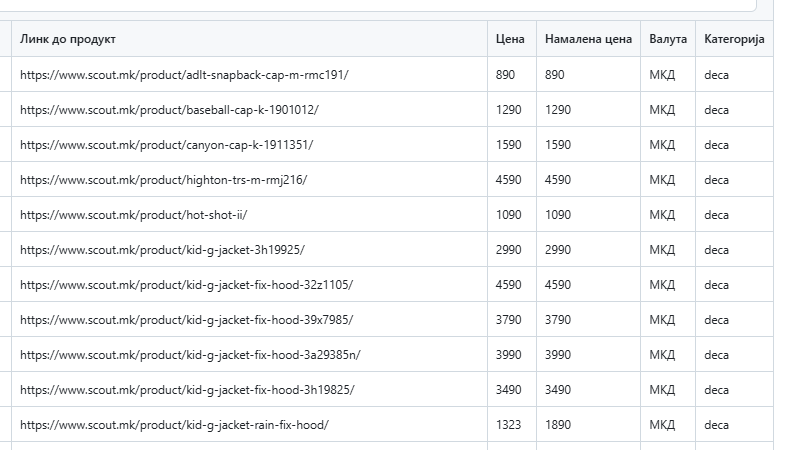 Линк до продукт Цена Намалена цена Валута Категорија
https://www.scout.mk/product/adlt-snapback-cap-m-rmc191/ 890 890 МКД deca
https://www.scout.mk/product/baseball-cap-k-1901012/ 1290 1290 МКД deca
https://www.scout.mk/product/canyon-cap-k-1911351/ 1590 1590 МКД deca
https://www.scout.mk/product/highton-trs-m-rmj216/ 4590 4590 МКД deca
https://www.scout.mk/product/hot-shot-ii/ 1090 1090 МКД deca
https://www.scout.mk/product/kid-g-jacket-3h19925/ 2990 2990 МКД deca
https://www.scout.mk/product/kid-g-jacket-fix-hood-32z1105/ 4590 4590 МКД deca
https://www.scout.mk/product/kid-g-jacket-fix-hood-39x7985/ 3790 3790 МКД deca
https://www.scout.mk/product/kid-g-jacket-fix-hood-3a29385n/ 3990 3990 МКД deca
https://www.scout.mk/product/kid-g-jacket-fix-hood-3h19825/ 3490 3490 МКД deca
https://www.scout.mk/product/kid-g-jacket-rain-fix-hood/ 1323 1890 МКД deca